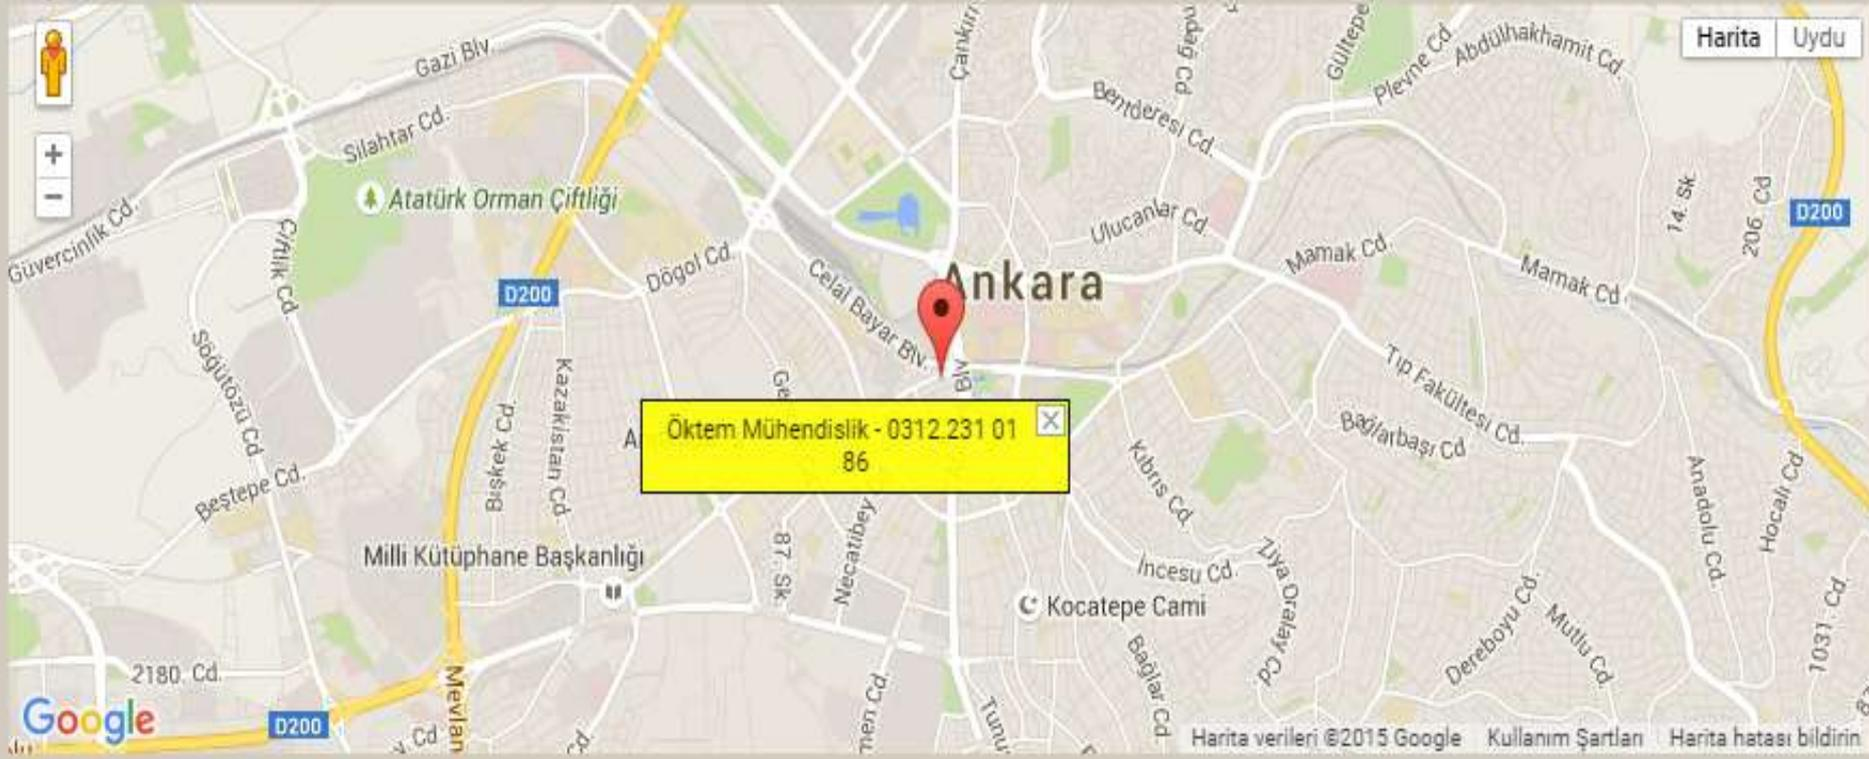 Harita
Uydu
+
−
Gazi Blv.
Silahtar Cd.
Atatürk Orman Çiftliği
Güvercinlik Cd.
Çiftlik Cd.
Söğütözü Cd
Beştepe Cd.
D200
Dögol Cd.
Celal Bayar Blv.
Ankara
Bentderesi Cd.
Gültepe
Plevne Cd
Abdülhakhamit Cd.
Ulucanlar Cd.
Mamak Cd.
Mamak Cd.
14. Sk.
206. Cd
D200
Tıp Fakültesi Cd.
Bağlarbaşı Cd
Blv
Kazakistan Cd.
Bişkek Cd.
Öktem Mühendislik - 0312.231 01
86
Kıbrıs Cd.
Anadolu Cd.
Hocalı Cd
Milli Kütüphane Başkanlığı
87. Sk.
Necatibey
İncesu Cd.
Ziya Oralay Cd
Kocatepe Cami
Dereboyu Cd.
Mutlu Cd.
1031. Cd.
Bağlar Cd.
2180. Cd.
Mevlan
D200
Google
Harita verileri ©2015 Google
Kullanım Şartları
Harita hatası bildirin